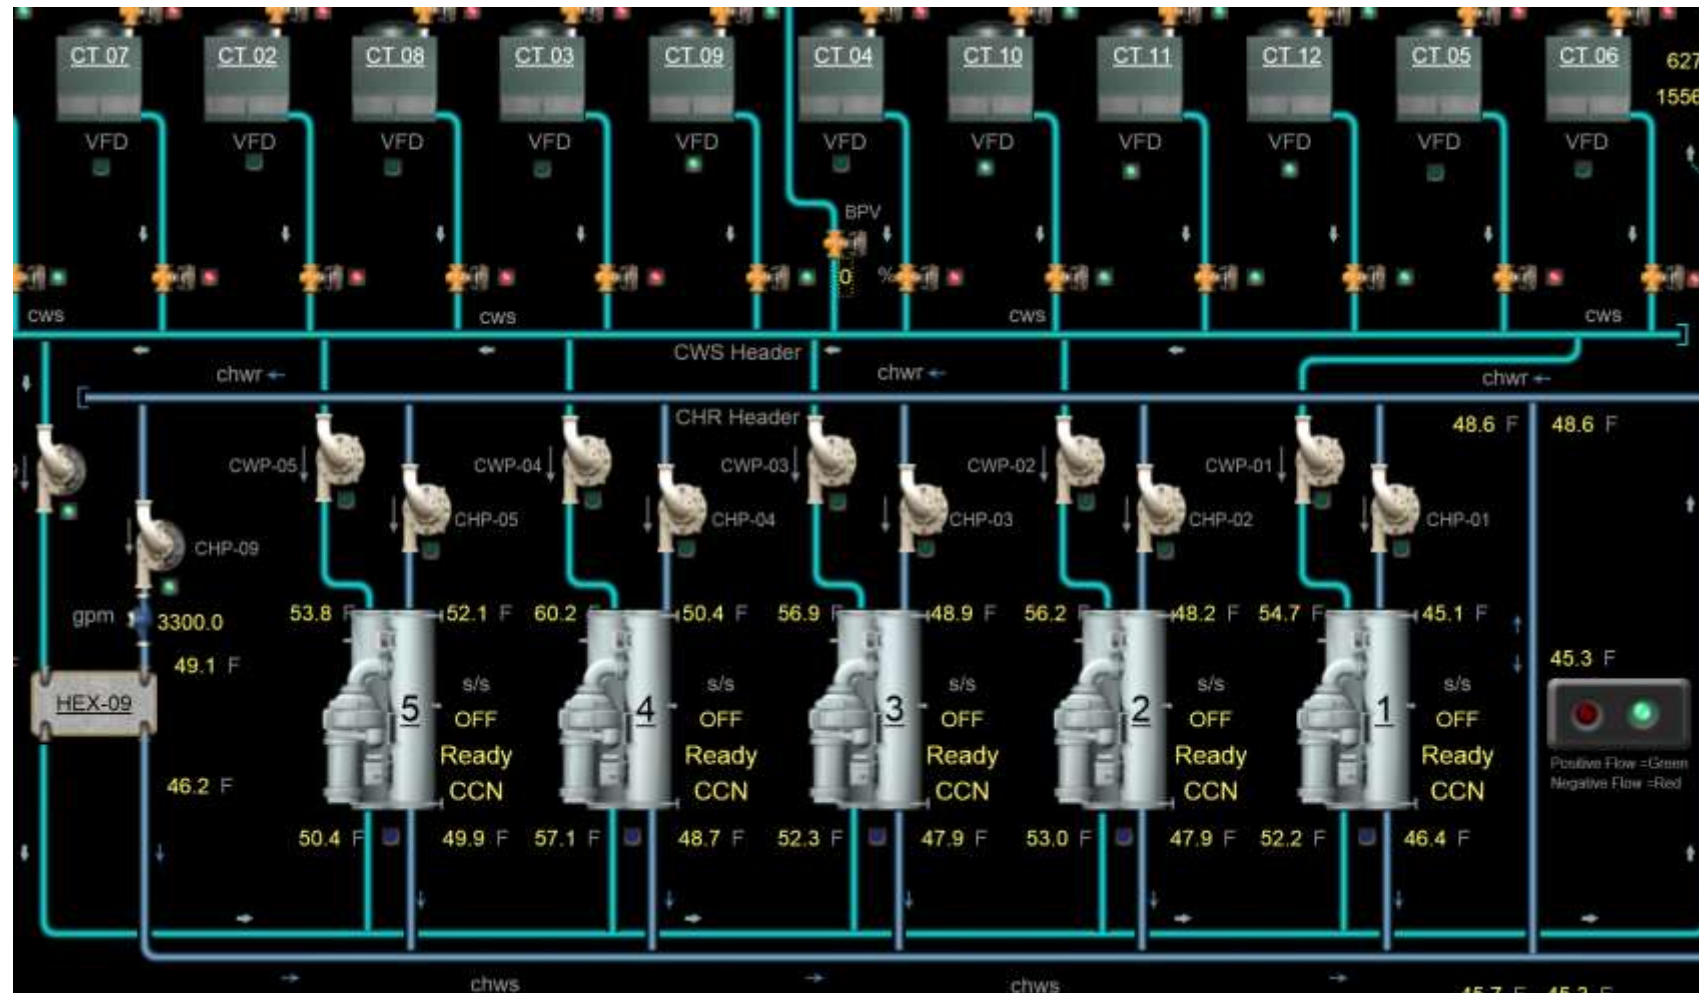 CT 07 CT 02 CT 08 CT 03 CT 09 CT 04 CT 10 CT 11 CT 12 CT 05 CT 06
627
1556
VFD VFD VFD VFD VFD VFD VFD VFD VFD VFD VFD
BPV
0 %
cws cws cws cws
CWS Header
chwr chwr chwr
CHR Header
48.6 F 48.6 F
CWP-05 CWP-04 CWP-03 CWP-02 CWP-01
CHP-05 CHP-04 CHP-03 CHP-02 CHP-01
CHP-09
gpm 3300.0
53.8 F 52.1 F 60.2 F 50.4 F 56.9 F 48.9 F 56.2 F 48.2 F 54.7 F 45.1 F
49.1 F
45.3 F
s/s s/s s/s s/s s/s
HEX-09 5 4 3 2 1
OFF OFF OFF OFF OFF
Ready Ready Ready Ready Ready
Positive Flow =Green
Negative Flow =Red
46.2 F
CCN CCN CCN CCN CCN
50.4 F 49.9 F 57.1 F 48.7 F 52.3 F 47.9 F 53.0 F 47.9 F 52.2 F 46.4 F
chws chws